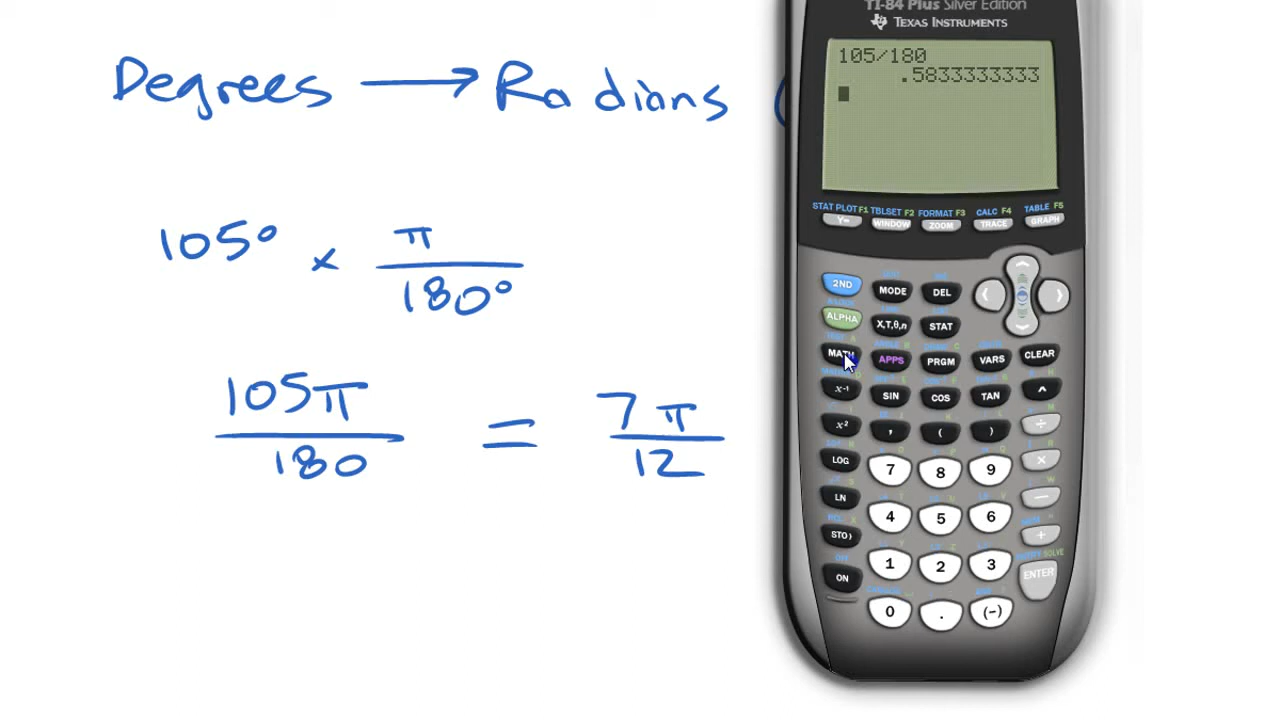 Degrees → Radians (
105° × π/180°
105π/180 = 7π/12
TI-84 Plus Silver Edition
TEXAS INSTRUMENTS
105/180
.5833333333
STAT PLOT F1 TBLSET F2 FORMAT F3 CALC F4 TABLE F5
Y= WINDOW ZOOM TRACE GRAPH
2ND MODE DEL
ALPHA X,T,θ,n STAT
MATH APPS PRGM VARS CLEAR
x⁻¹ SIN COS TAN ^
x² , ( ) ÷
LOG 7 8 9 ×
LN 4 5 6 —
STO› 1 2 3 +
ENTRY SOLVE
OFF
ON 0 . (−) ENTER